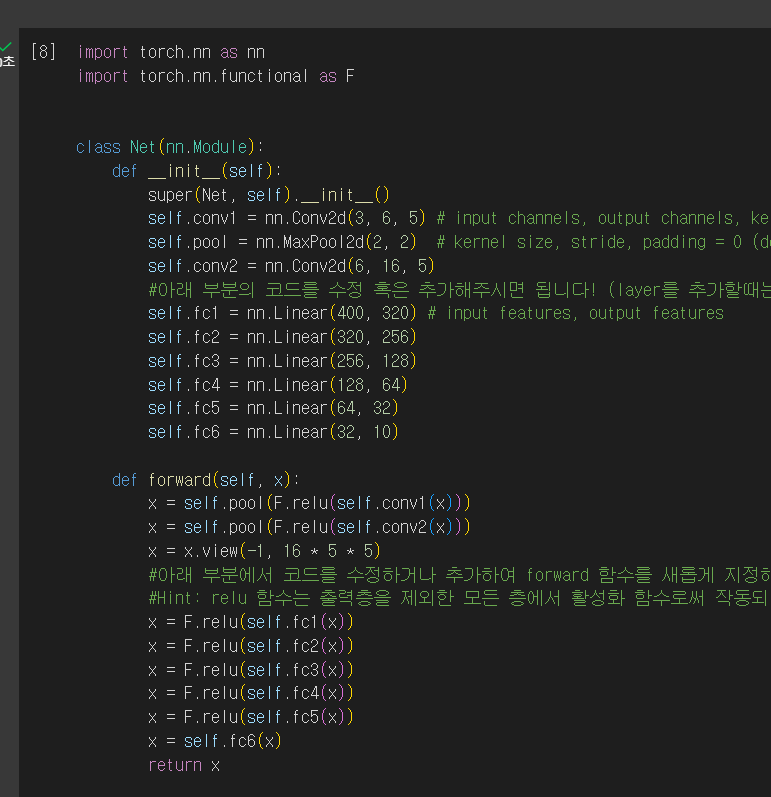 [8] import torch.nn as nn
초 import torch.nn.functional as F
class Net(nn.Module):
def __init__(self):
super(Net, self).__init__()
self.conv1 = nn.Conv2d(3, 6, 5) # input channels, output channels, ke
self.pool = nn.MaxPool2d(2, 2) # kernel size, stride, padding = 0 (de
self.conv2 = nn.Conv2d(6, 16, 5)
#아래 부분의 코드를 수정 혹은 추가해주시면 됩니다! (layer를 추가할때는
self.fc1 = nn.Linear(400, 320) # input features, output features
self.fc2 = nn.Linear(320, 256)
self.fc3 = nn.Linear(256, 128)
self.fc4 = nn.Linear(128, 64)
self.fc5 = nn.Linear(64, 32)
self.fc6 = nn.Linear(32, 10)
def forward(self, x):
x = self.pool(F.relu(self.conv1(x)))
x = self.pool(F.relu(self.conv2(x)))
x = x.view(-1, 16 * 5 * 5)
#아래 부분에서 코드를 수정하거나 추가하여 forward 함수를 새롭게 지정하
#Hint: relu 함수는 출력층을 제외한 모든 층에서 활성화 함수로써 작동되
x = F.relu(self.fc1(x))
x = F.relu(self.fc2(x))
x = F.relu(self.fc3(x))
x = F.relu(self.fc4(x))
x = F.relu(self.fc5(x))
x = self.fc6(x)
return x